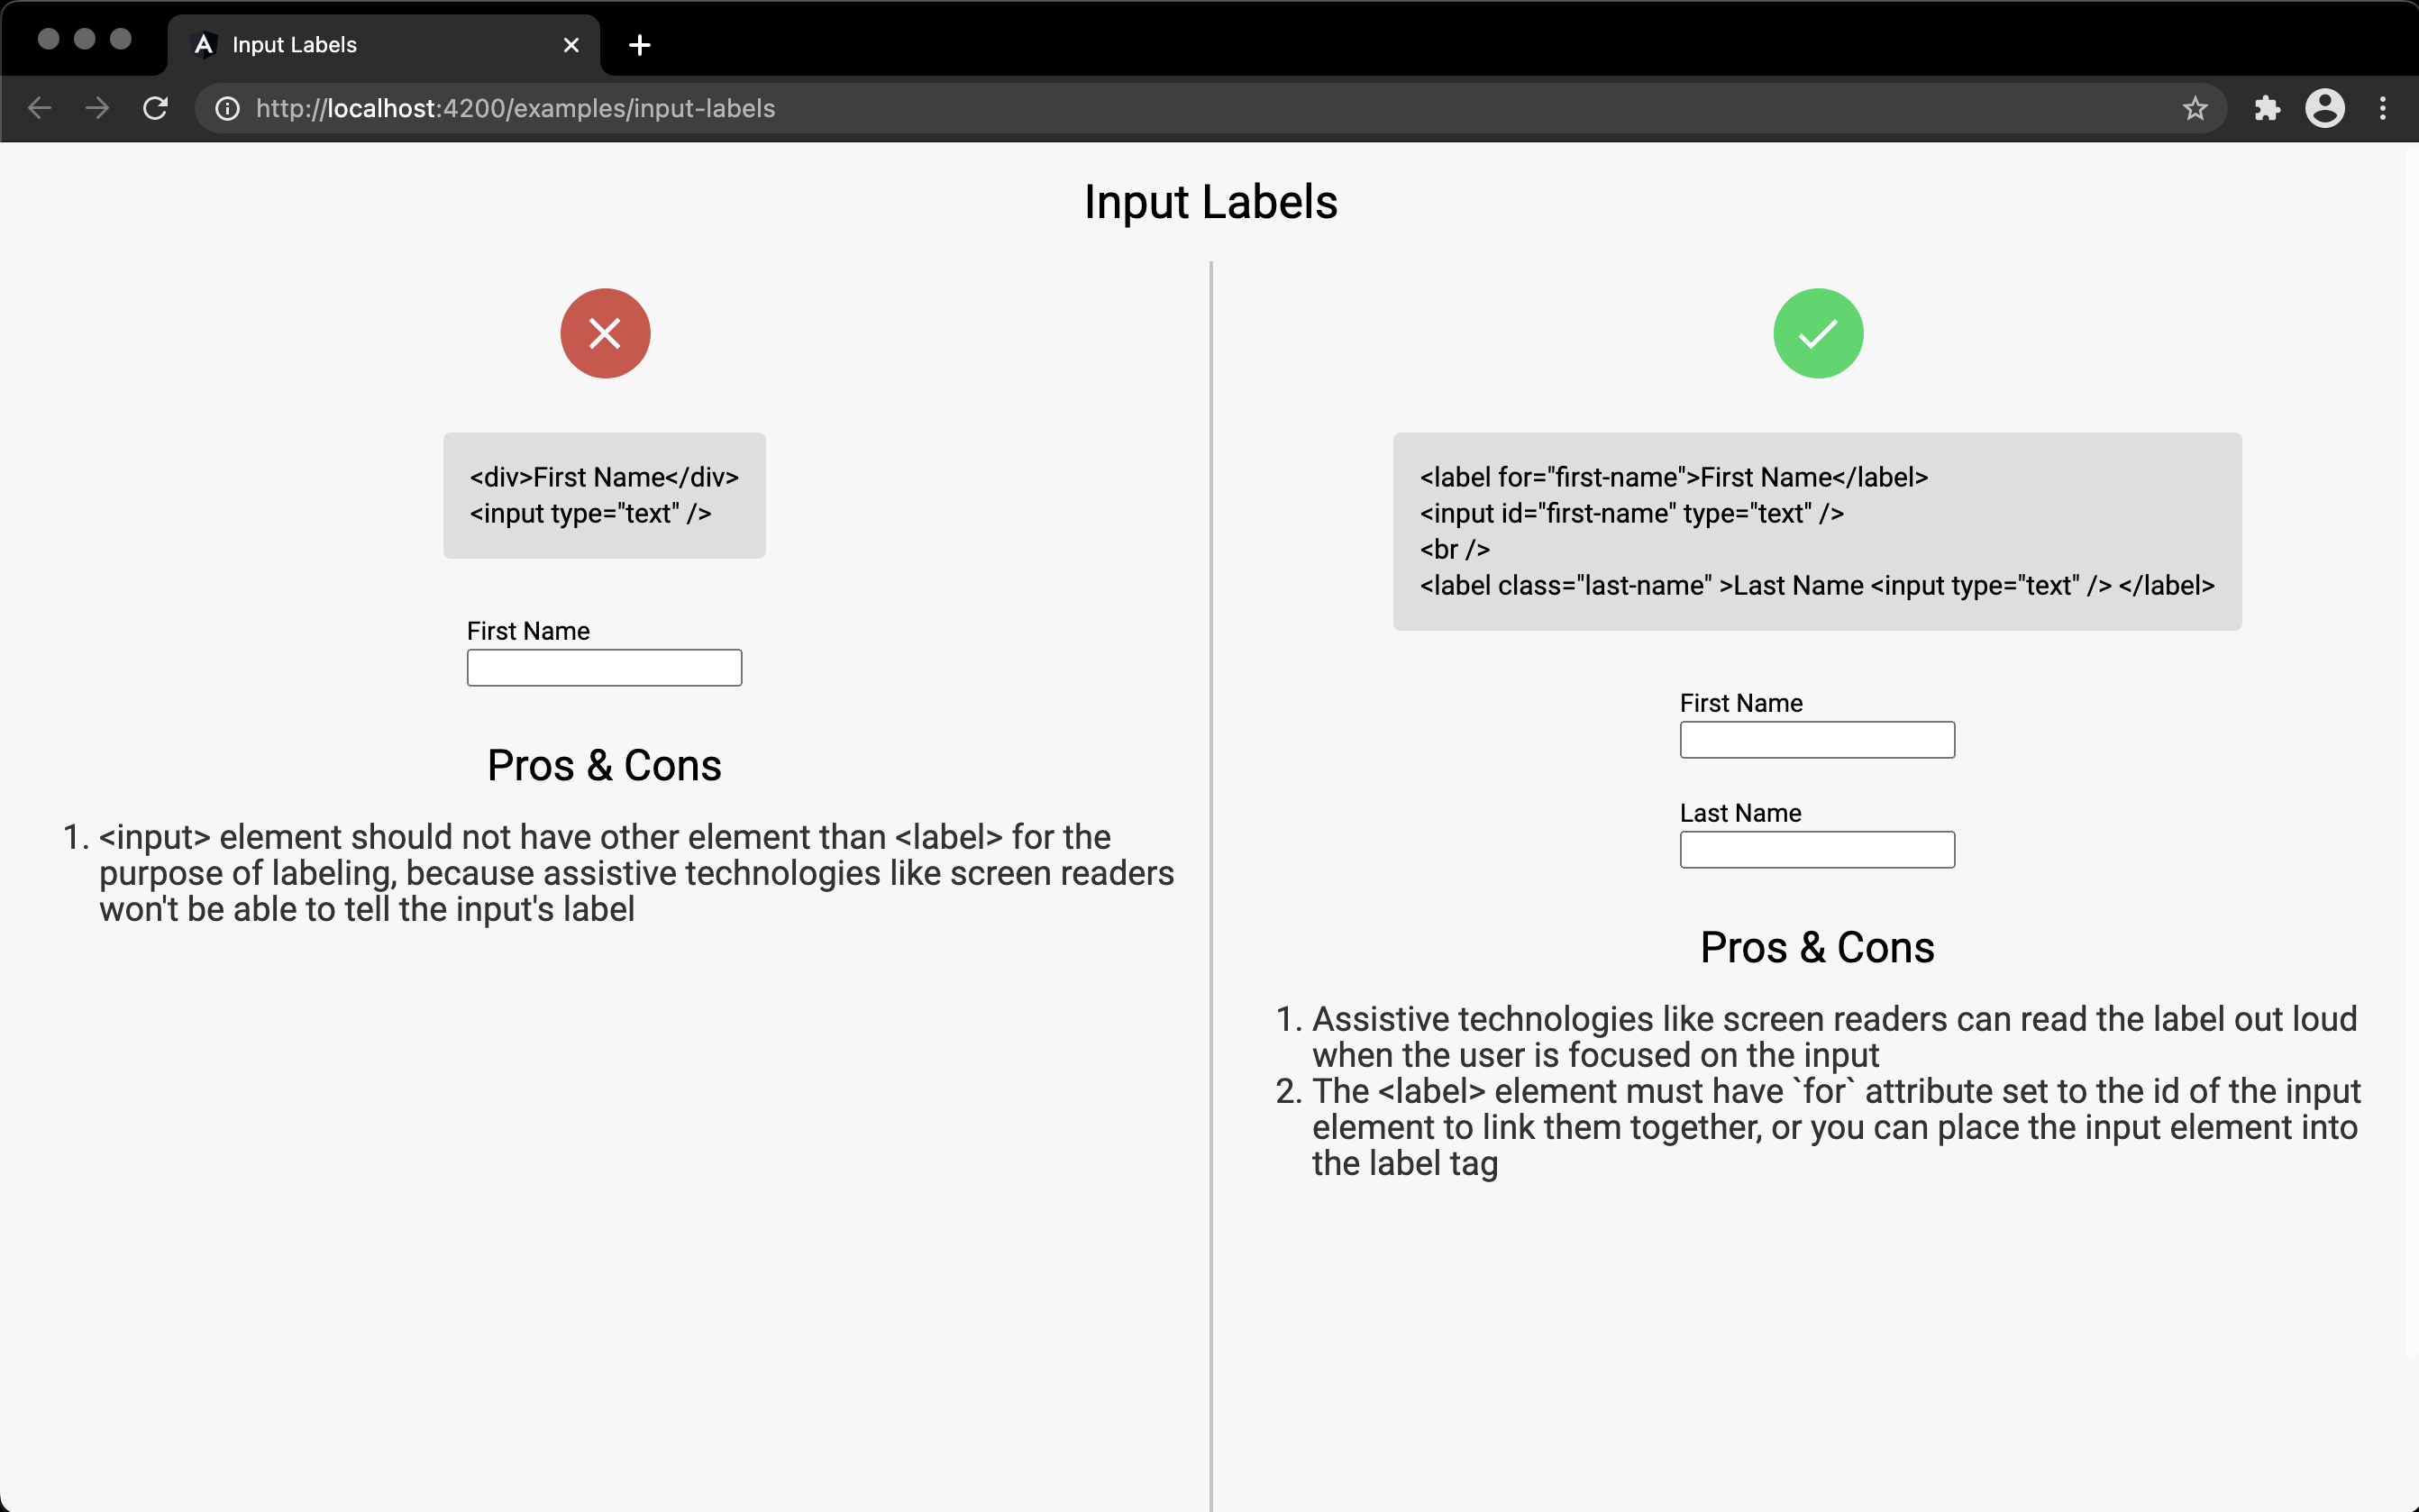 Input Labels
http://localhost:4200/examples/input-labels
Input Labels
<div>First Name</div>
<input type="text" />
First Name
Pros & Cons
1. <input> element should not have other element than <label> for the
purpose of labeling, because assistive technologies like screen readers
won't be able to tell the input's label
<label for="first-name">First Name</label>
<input id="first-name" type="text" />
<br />
<label class="last-name" >Last Name <input type="text" /> </label>
First Name
Last Name
Pros & Cons
1. Assistive technologies like screen readers can read the label out loud
when the user is focused on the input
2. The <label> element must have `for` attribute set to the id of the input
element to link them together, or you can place the input element into
the label tag